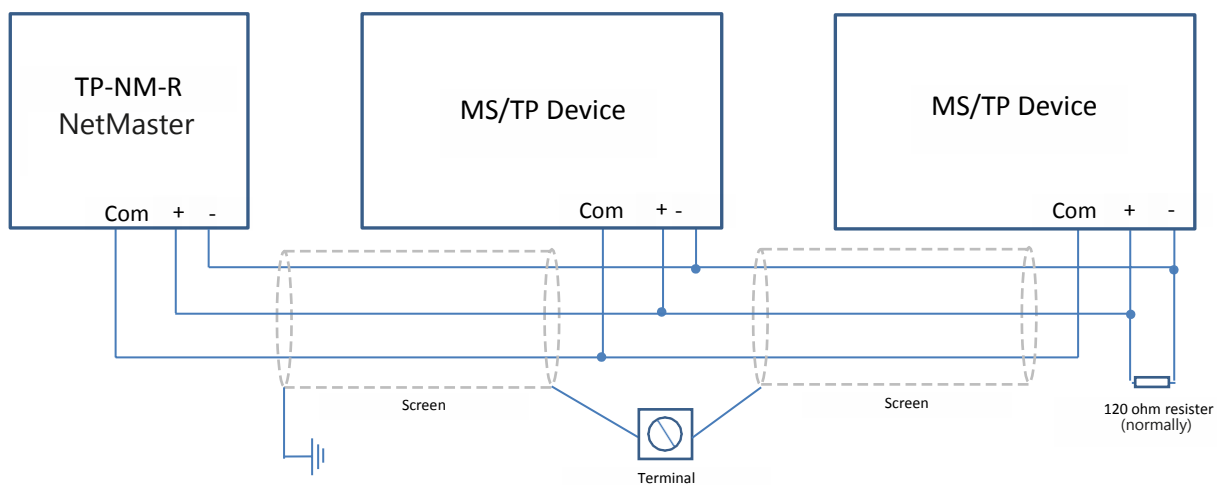 TP-NM-R
NetMaster
MS/TP Device
MS/TP Device
Com + -
Com + -
Com + -
Screen
Screen
120 ohm resister
(normally)
Terminal